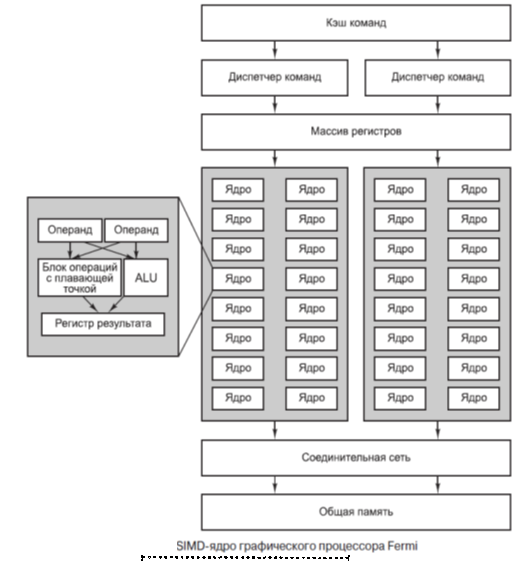 Кэш команд
Диспетчер команд Диспетчер команд
Массив регистров
Ядро Ядро Ядро Ядро
Ядро Ядро Ядро Ядро
Ядро Ядро Ядро Ядро
Ядро Ядро Ядро Ядро
Ядро Ядро Ядро Ядро
Ядро Ядро Ядро Ядро
Ядро Ядро Ядро Ядро
Ядро Ядро Ядро Ядро
Операнд Операнд
Блок операций
с плавающей
точкой
ALU
Регистр результата
Соединительная сеть
Общая память
SIMD-ядро графического процессора Fermi